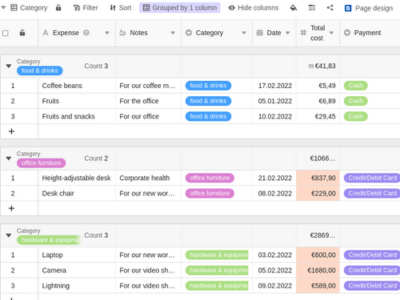 Category Filter Sort Grouped by 1 column Hide columns Page design
Expense Notes Category Date Total cost Payment
Category
food & drinks Count 3 €41,83
1 Coffee beans For our coffee m... food & drinks 17.02.2022 €5,49 Cash
2 Fruits For the office food & drinks 05.01.2022 €6,89 Cash
3 Fruits and snacks For our office food & drinks 10.02.2022 €29,45 Cash
+
Category
office furniture Count 2 €1066...
1 Height-adjustable desk Corporate health office furniture 21.02.2022 €837,90 Credit/Debit Card
2 Desk chair For our new wor... office furniture 08.02.2022 €229,00 Credit/Debit Card
+
Category
hardware & equipme Count 3 €2869...
1 Laptop For our new wor... hardware & equipme 03.02.2022 €600,00 Credit/Debit Card
2 Camera For our video sh... hardware & equipme 05.02.2022 €1680,00 Credit/Debit Card
3 Lightning For our video sh... hardware & equipme 09.02.2022 €589,00 Credit/Debit Card